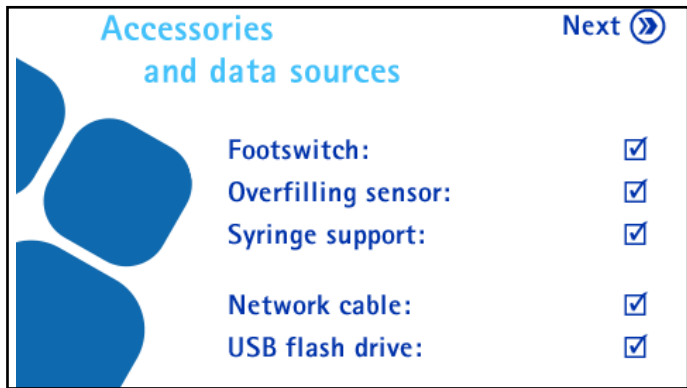 Accessories
and data sources
Next
Footswitch: ☑
Overfilling sensor: ☑
Syringe support: ☑
Network cable: ☑
USB flash drive: ☑